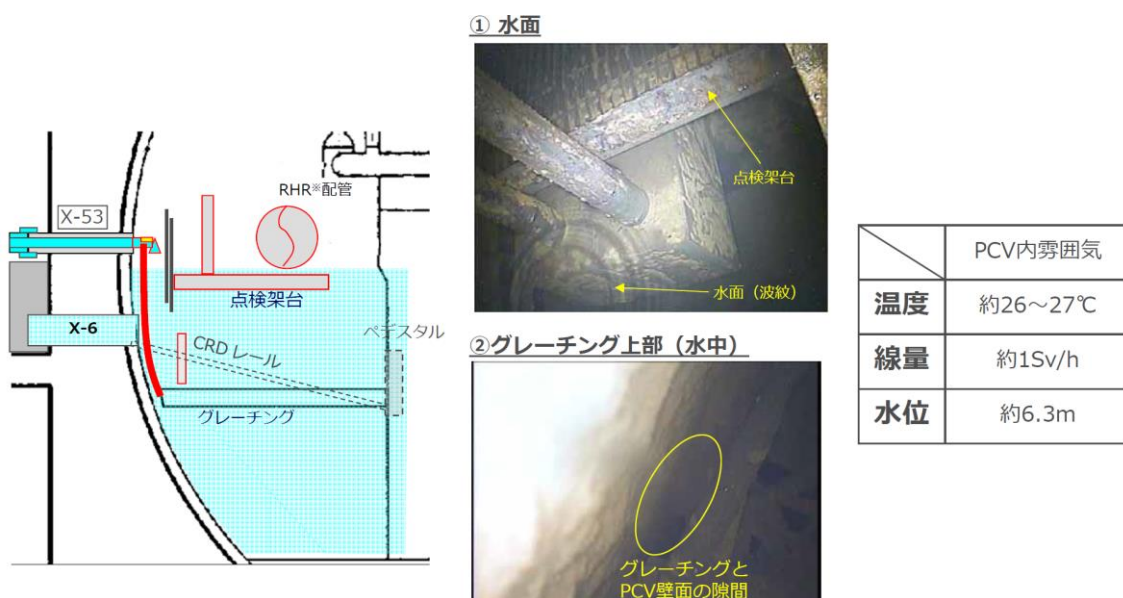 ① 水面
点検架台
水面（波紋）
X-53
RHR※配管
点検架台
X-6
CRD レール
ペデスタル
グレーチング
②グレーチング上部（水中）
グレーチングと
PCV壁面の隙間
PCV内雰囲気
温度 約26～27℃
線量 約1Sv/h
水位 約6.3m